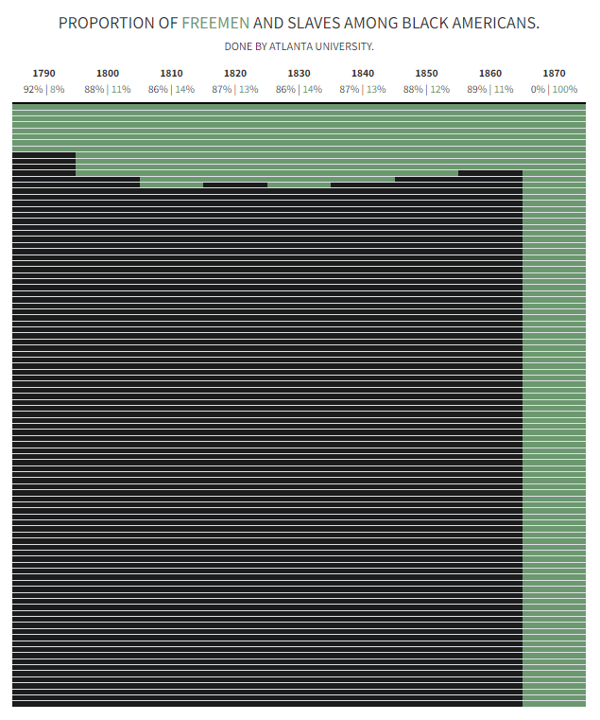 PROPORTION OF FREEMEN AND SLAVES AMONG BLACK AMERICANS.
DONE BY ATLANTA UNIVERSITY.
1790 1800 1810 1820 1830 1840 1850 1860 1870
92% | 8% 88% | 11% 86% | 14% 87% | 13% 86% | 14% 87% | 13% 88% | 12% 89% | 11% 0% | 100%